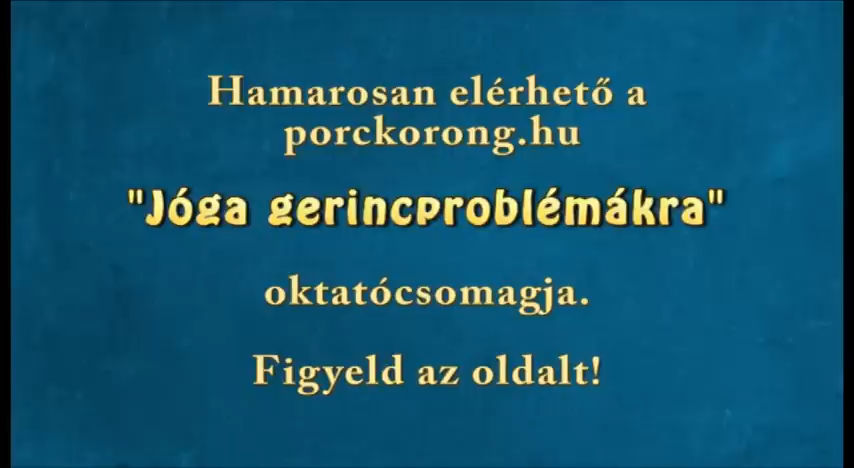 Hamarosan elérhető a
porckorong.hu
"Jóga gerincproblémákra"
oktatócsomagja.
Figyeld az oldalt!